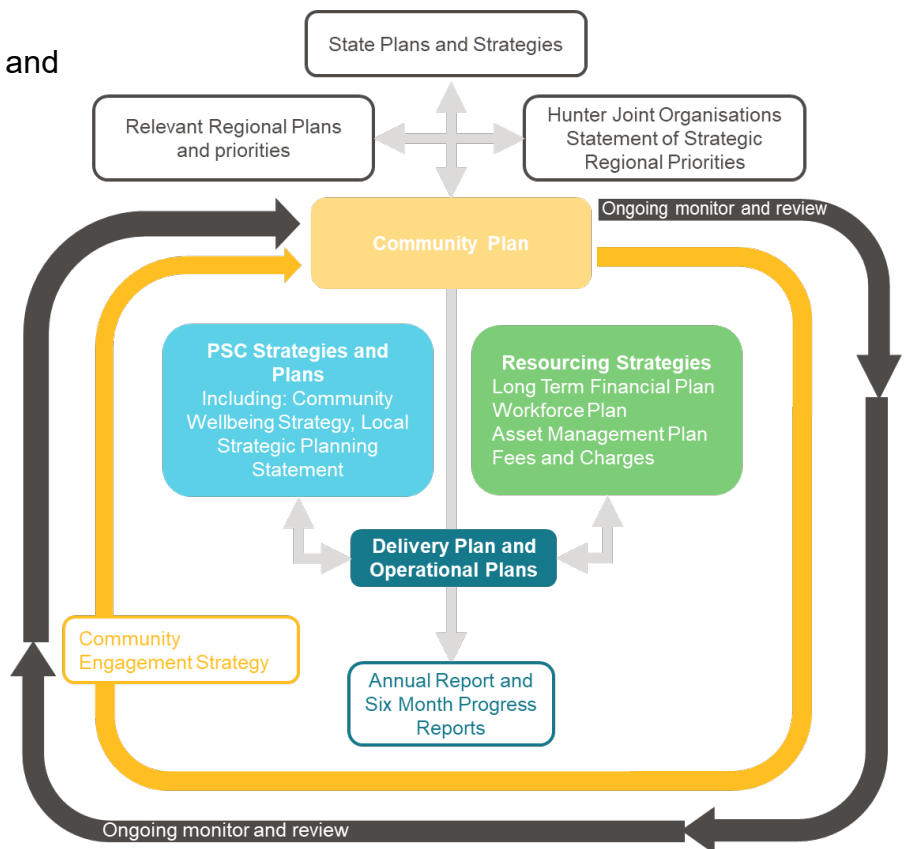 and
State Plans and Strategies
Relevant Regional Plans
and priorities
Hunter Joint Organisations
Statement of Strategic
Regional Priorities
Ongoing monitor and review
Community Plan
PSC Strategies and
Plans
Including: Community
Wellbeing Strategy, Local
Strategic Planning
Statement
Resourcing Strategies
Long Term Financial Plan
Workforce Plan
Asset Management Plan
Fees and Charges
Delivery Plan and
Operational Plans
Community
Engagement Strategy
Annual Report and
Six Month Progress
Reports
Ongoing monitor and review